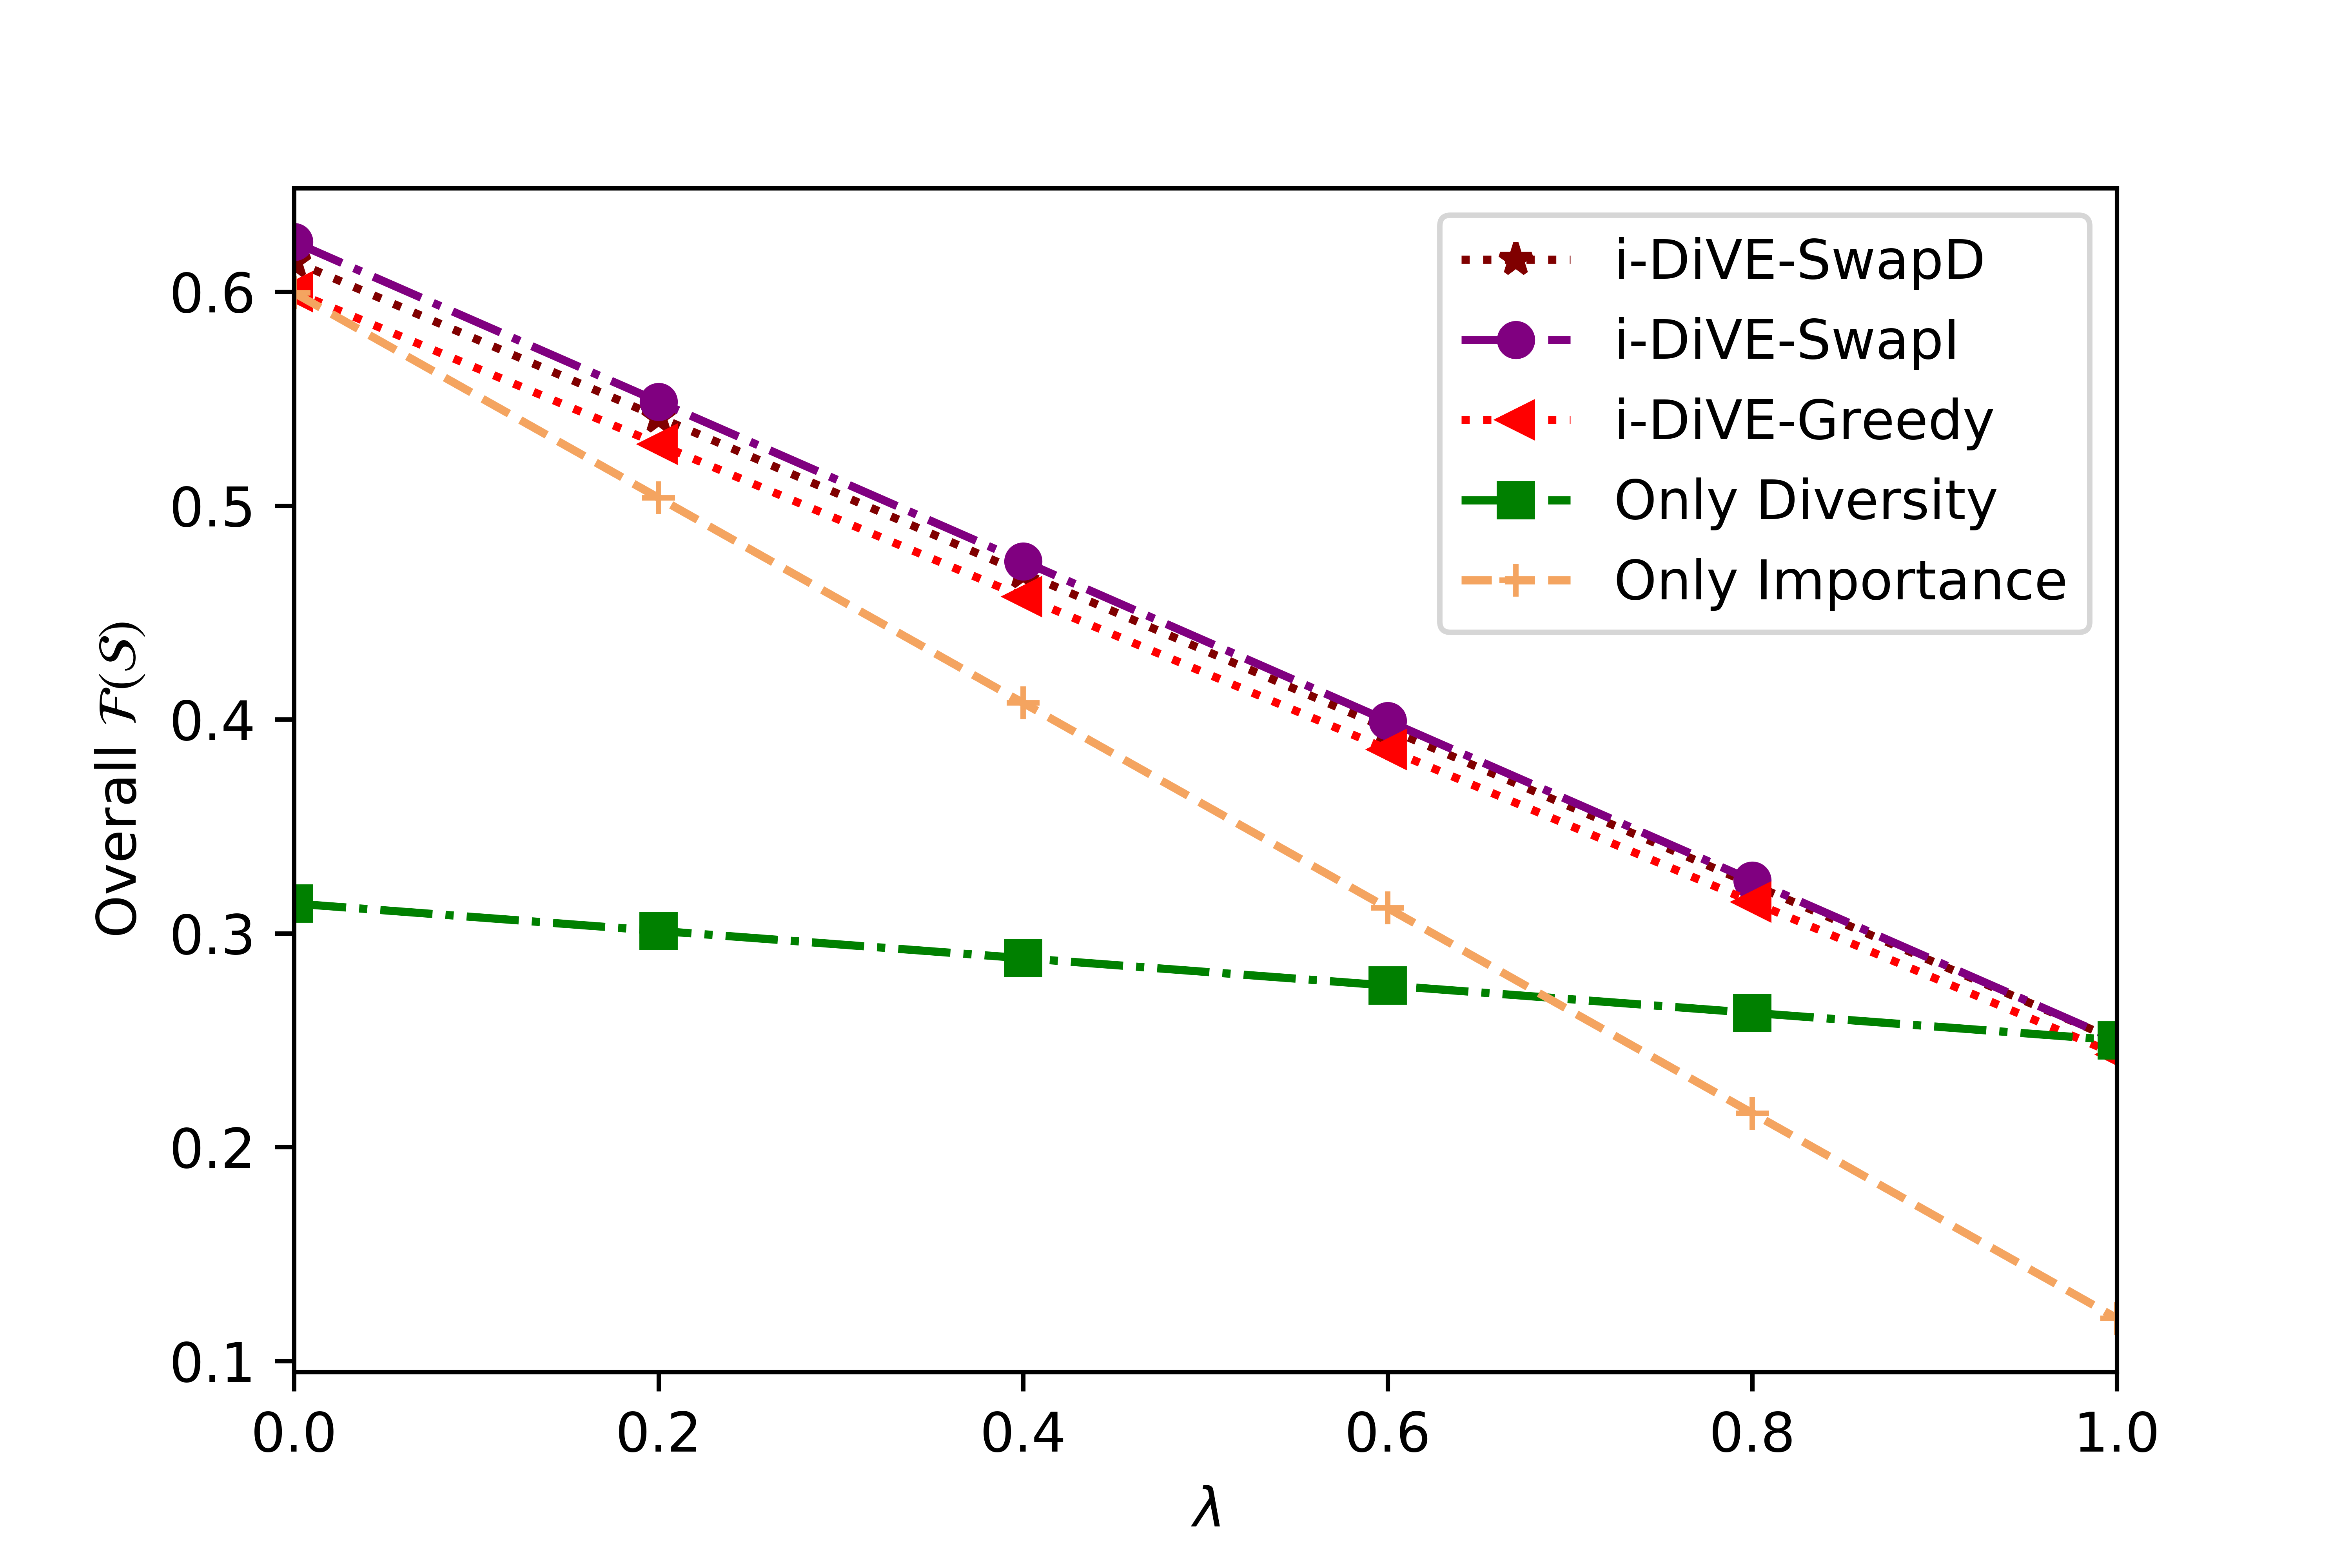 i-DiVE-SwapD
i-DiVE-SwapI
i-DiVE-Greedy
Only Diversity
Only Importance
Overall ℱ(𝒮)
0.6
0.5
0.4
0.3
0.2
0.1
0.0 0.2 0.4 0.6 0.8 1.0
λ